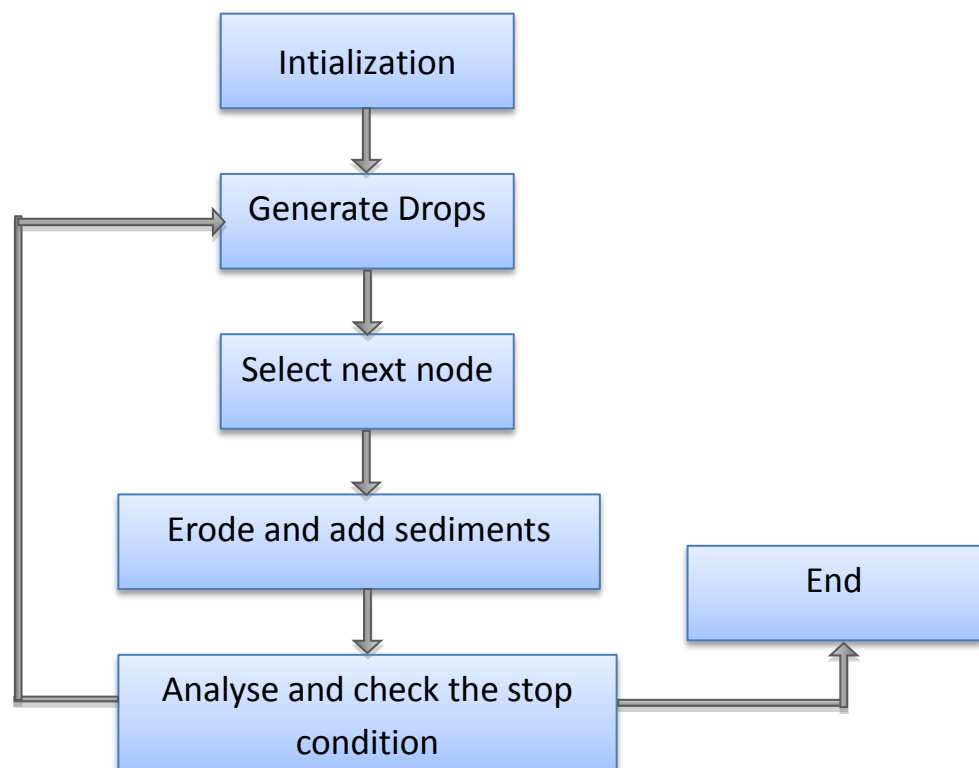 Intialization
Generate Drops
Select next node
Erode and add sediments
End
Analyse and check the stop
condition